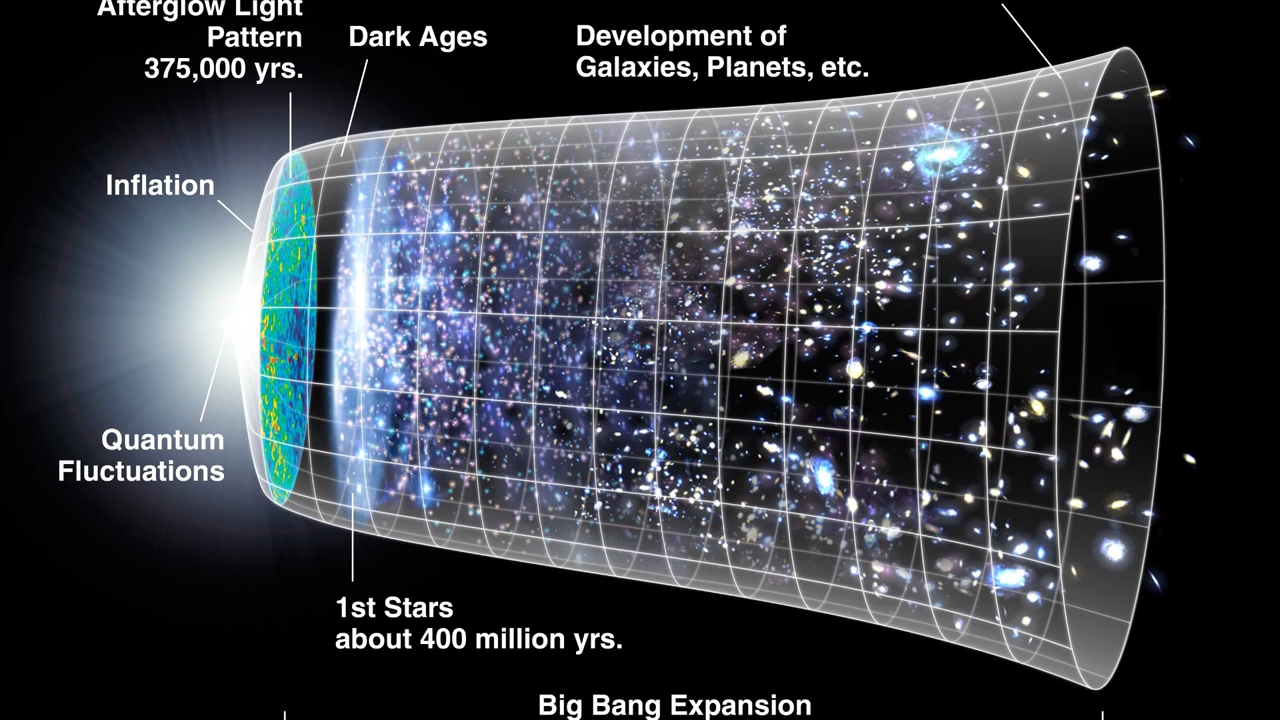 Afterglow Light
Pattern
375,000 yrs.
Dark Ages
Development of
Galaxies, Planets, etc.
Inflation
Quantum
Fluctuations
1st Stars
about 400 million yrs.
Big Bang Expansion